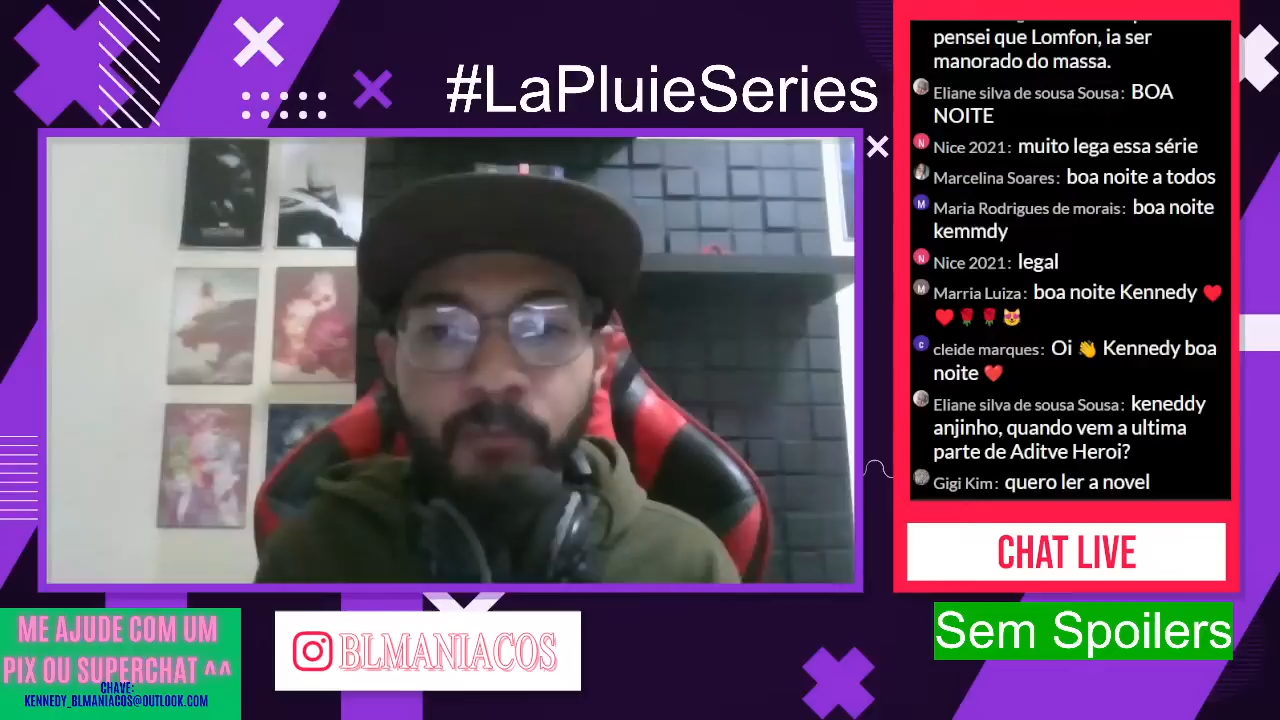 #LaPluieSeries
pensei que Lomfon, ia ser
manorado do massa.
Eliane silva de sousa Sousa: BOA
NOITE
N Nice 2021: muito lega essa série
Marcelina Soares: boa noite a todos
M Maria Rodrigues de morais: boa noite
kemmdy
N Nice 2021: legal
M Marria Luiza: boa noite Kennedy ♥️
♥️🌹🌹😻
c cleide marques: Oi 👏 Kennedy boa
noite ❤️
Eliane silva de sousa Sousa: keneddy
anjinho, quando vem a ultima
parte de Aditve Heroi?
Gigi Kim: quero ler a novel
CHAT LIVE
Sem Spoilers
ME AJUDE COM UM
PIX OU SUPERCHAT ^^
CHAVE:
KENNEDY_BLMANIACOS@OUTLOOK.COM
BLMANIACOS